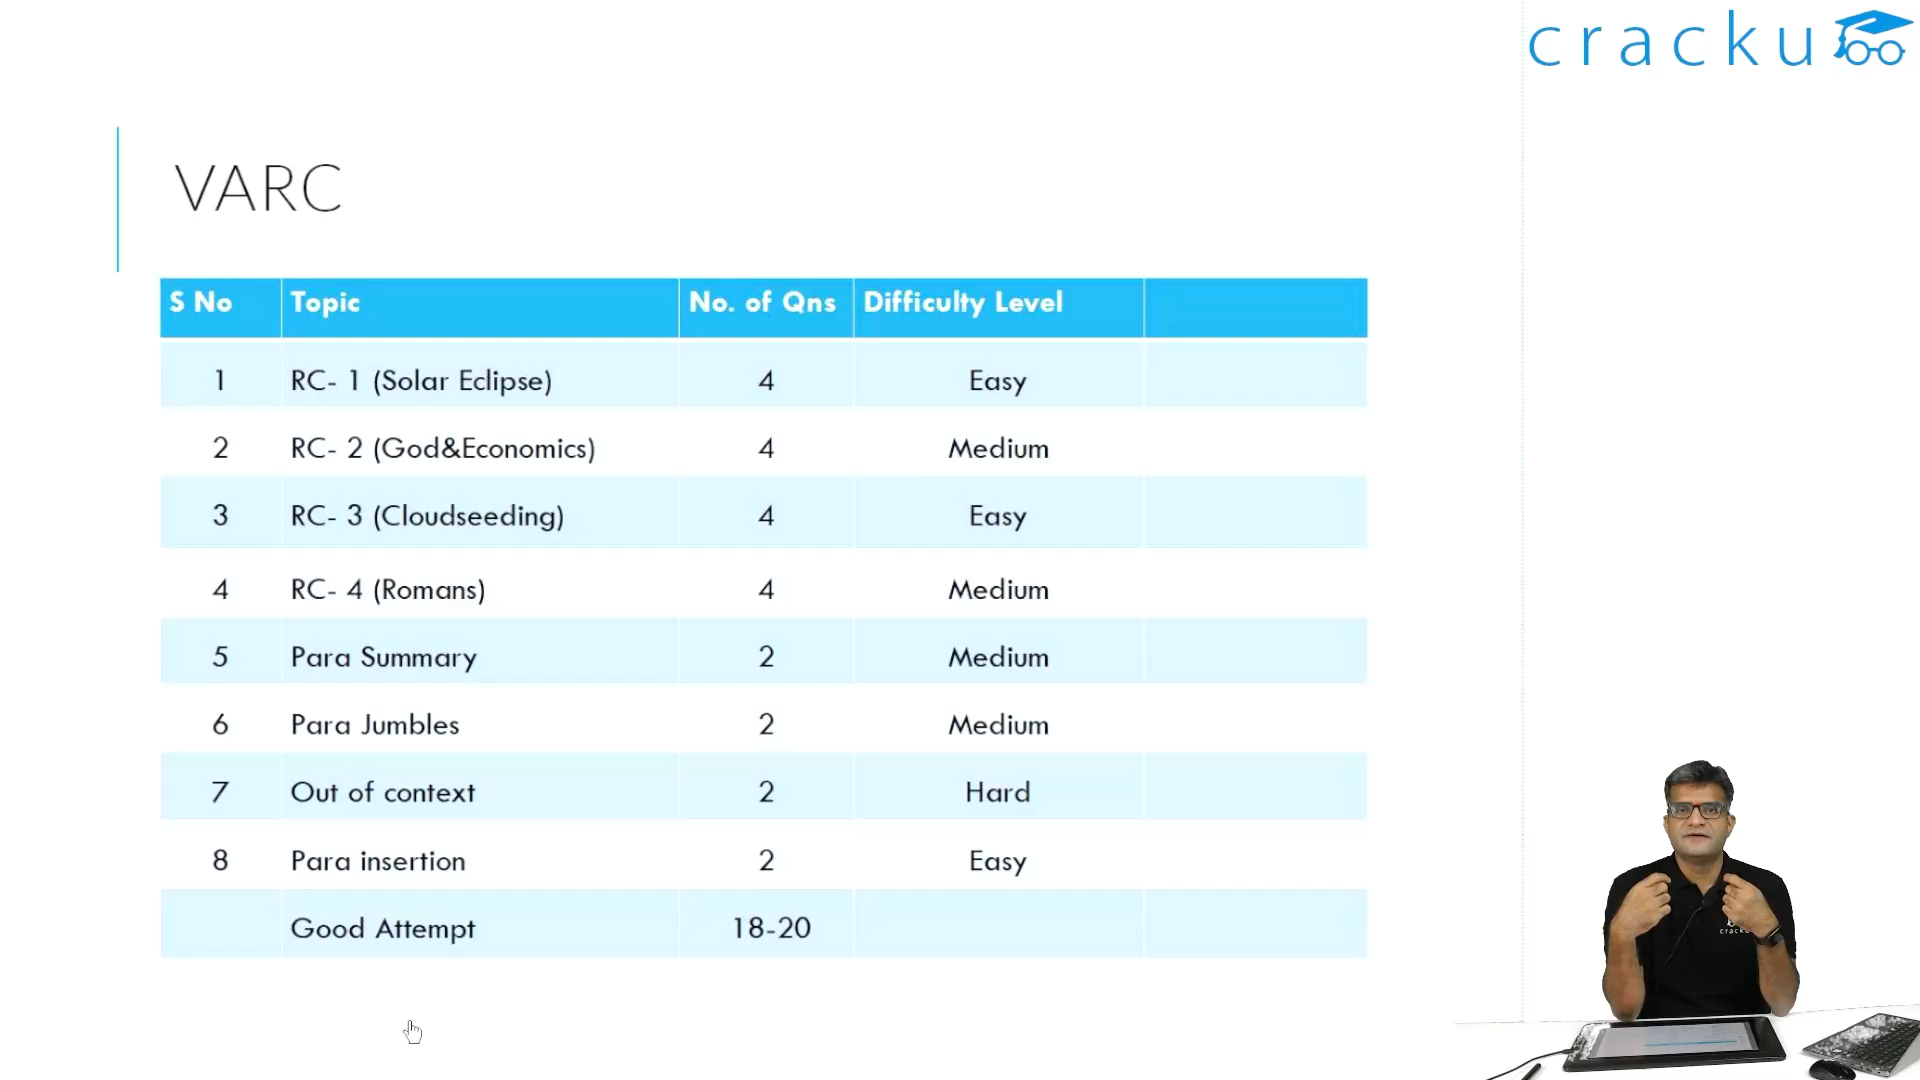 cracku
VARC
S No Topic No. of Qns Difficulty Level
1 RC- 1 (Solar Eclipse) 4 Easy
2 RC- 2 (God&Economics) 4 Medium
3 RC- 3 (Cloudseeding) 4 Easy
4 RC- 4 (Romans) 4 Medium
5 Para Summary 2 Medium
6 Para Jumbles 2 Medium
7 Out of context 2 Hard
8 Para insertion 2 Easy
Good Attempt 18-20
cracku